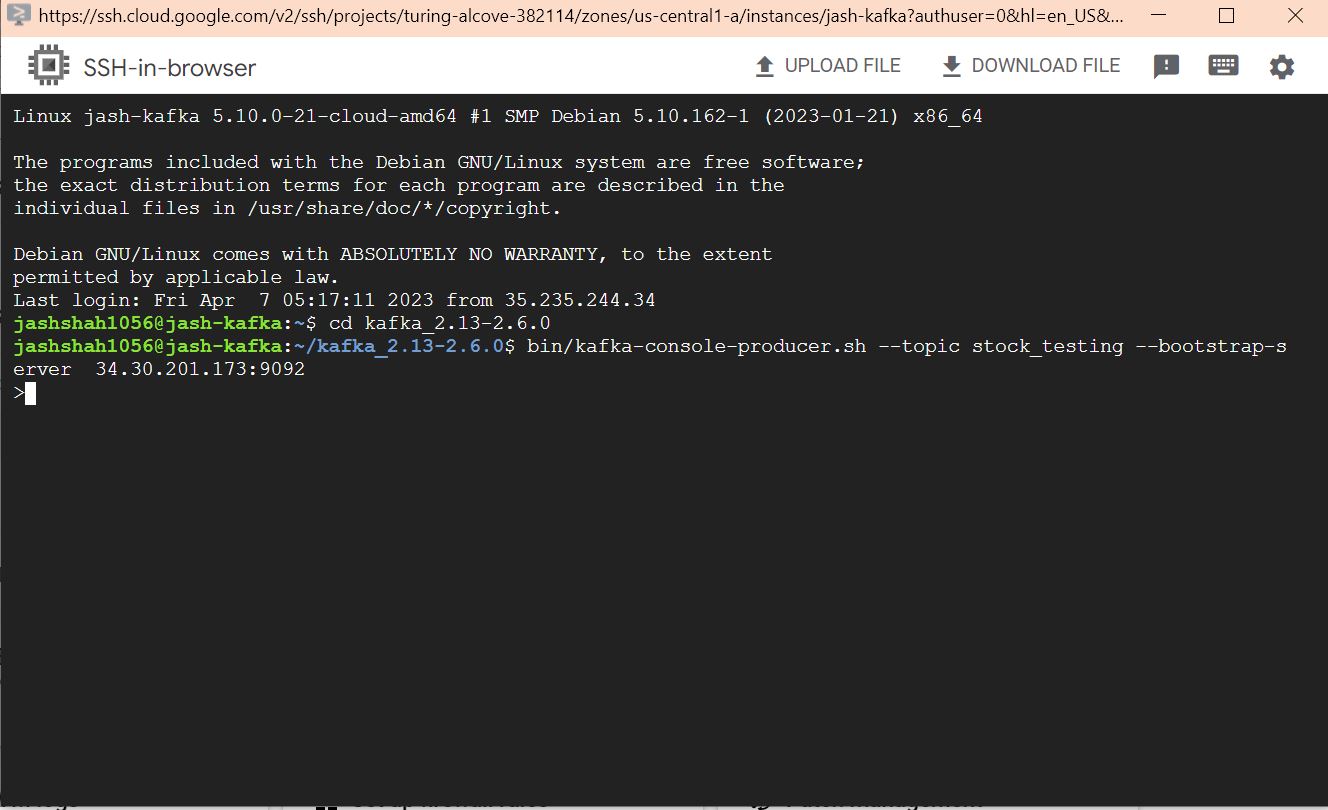 https://ssh.cloud.google.com/v2/ssh/projects/turing-alcove-382114/zones/us-central1-a/instances/jash-kafka?authuser=0&hl=en_US&...
SSH-in-browser
UPLOAD FILE
DOWNLOAD FILE
Linux jash-kafka 5.10.0-21-cloud-amd64 #1 SMP Debian 5.10.162-1 (2023-01-21) x86_64
The programs included with the Debian GNU/Linux system are free software;
the exact distribution terms for each program are described in the
individual files in /usr/share/doc/*/copyright.
Debian GNU/Linux comes with ABSOLUTELY NO WARRANTY, to the extent
permitted by applicable law.
Last login: Fri Apr  7 05:17:11 2023 from 35.235.244.34
jashshah1056@jash-kafka:~$ cd kafka_2.13-2.6.0
jashshah1056@jash-kafka:~/kafka_2.13-2.6.0$ bin/kafka-console-producer.sh --topic stock_testing --bootstrap-s
erver  34.30.201.173:9092
>